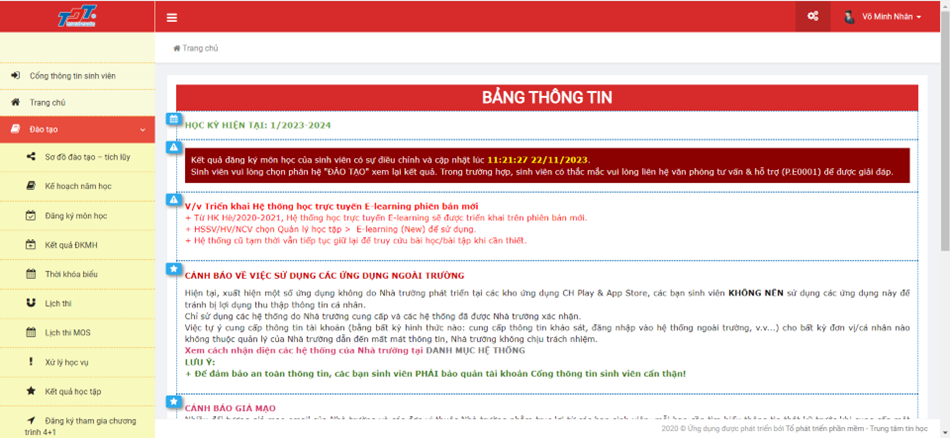 TDT
Võ Minh Nhân
Trang chủ
Cổng thông tin sinh viên
Trang chủ
Đào tạo
Sơ đồ đào tạo – tích lũy
Kế hoạch năm học
Đăng ký môn học
Kết quả ĐKMH
Thời khóa biểu
Lịch thi
Lịch thi MOS
Xử lý học vụ
Kết quả học tập
Đăng ký tham gia chương
trình 4+1
BẢNG THÔNG TIN
HỌC KỲ HIỆN TẠI: 1/2023-2024
Kết quả đăng ký môn học của sinh viên có sự điều chỉnh và cập nhật lúc 11:21:27 22/11/2023.
Sinh viên vui lòng chọn phân hệ "ĐÀO TẠO" xem lại kết quả. Trong trường hợp, sinh viên có thắc mắc vui lòng liên hệ văn phòng tư vấn & hỗ trợ (P.E0001) để được giải đáp.
V/v Triển khai Hệ thống học trực tuyến E-learning phiên bản mới
+ Từ HK Hè/2020-2021, Hệ thống học trực tuyến E-learning sẽ được triển khai trên phiên bản mới.
+ HSSV/HV/NCV chọn Quản lý học tập > E-learning (New) để sử dụng.
+ Hệ thống cũ tạm thời vẫn tiếp tục giữ lại để truy cứu bài học/bài tập khi cần thiết.
CẢNH BÁO VỀ VIỆC SỬ DỤNG CÁC ỨNG DỤNG NGOÀI TRƯỜNG
Hiện tại, xuất hiện một số ứng dụng không do Nhà trường phát triển tại các kho ứng dụng CH Play & App Store, các bạn sinh viên KHÔNG NÊN sử dụng các ứng dụng này để
tránh bị lợi dụng thu thập thông tin cá nhân.
Chỉ sử dụng các hệ thống do Nhà trường cung cấp và các hệ thống đã được Nhà trường xác nhận.
Việc tự ý cung cấp thông tin tài khoản (bằng bất kỳ hình thức nào: cung cấp thông tin khảo sát, đăng nhập vào hệ thống ngoài trường, v.v...) cho bất kỳ đơn vị/cá nhân nào
không thuộc quản lý của Nhà trường dẫn đến mất mát thông tin, Nhà trường không chịu trách nhiệm.
Xem cách nhận diện các hệ thống của Nhà trường tại DANH MỤC HỆ THỐNG
LƯU Ý:
+ Để đảm bảo an toàn thông tin, các bạn sinh viên PHẢI bảo quản tài khoản Cổng thông tin sinh viên cẩn thận!
CẢNH BÁO GIẢ MẠO
2020 © Ứng dụng được phát triển bởi Tổ phát triển phần mềm - Trung tâm tin học